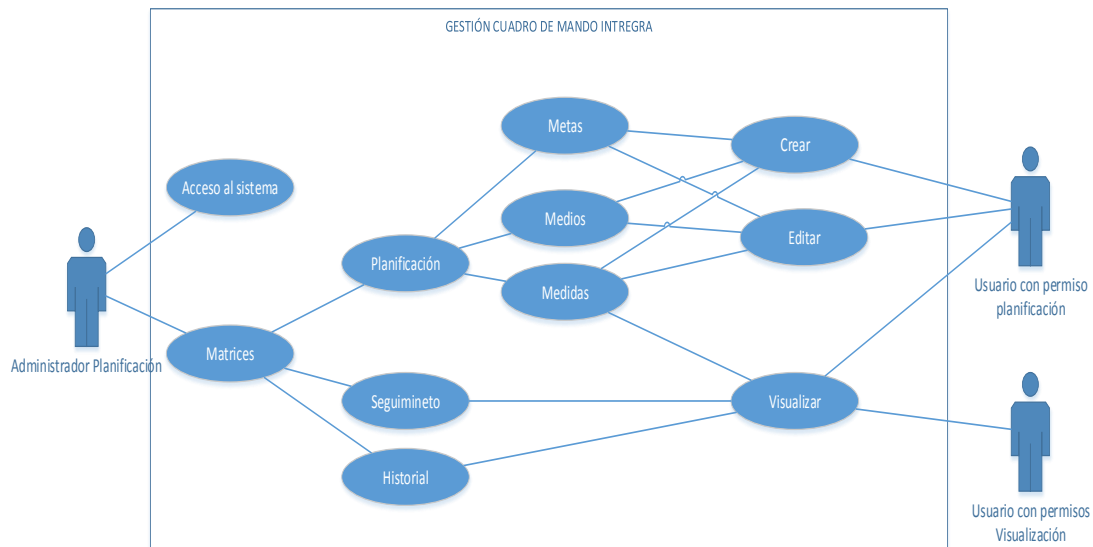 GESTIÓN CUADRO DE MANDO INTREGRA
Metas
Crear
Acceso al sistema
Medios
Editar
Planificación
Medidas
Usuario con permiso
planificación
Administrador Planificación
Matrices
Seguimineto
Visualizar
Historial
Usuario con permisos
Visualización